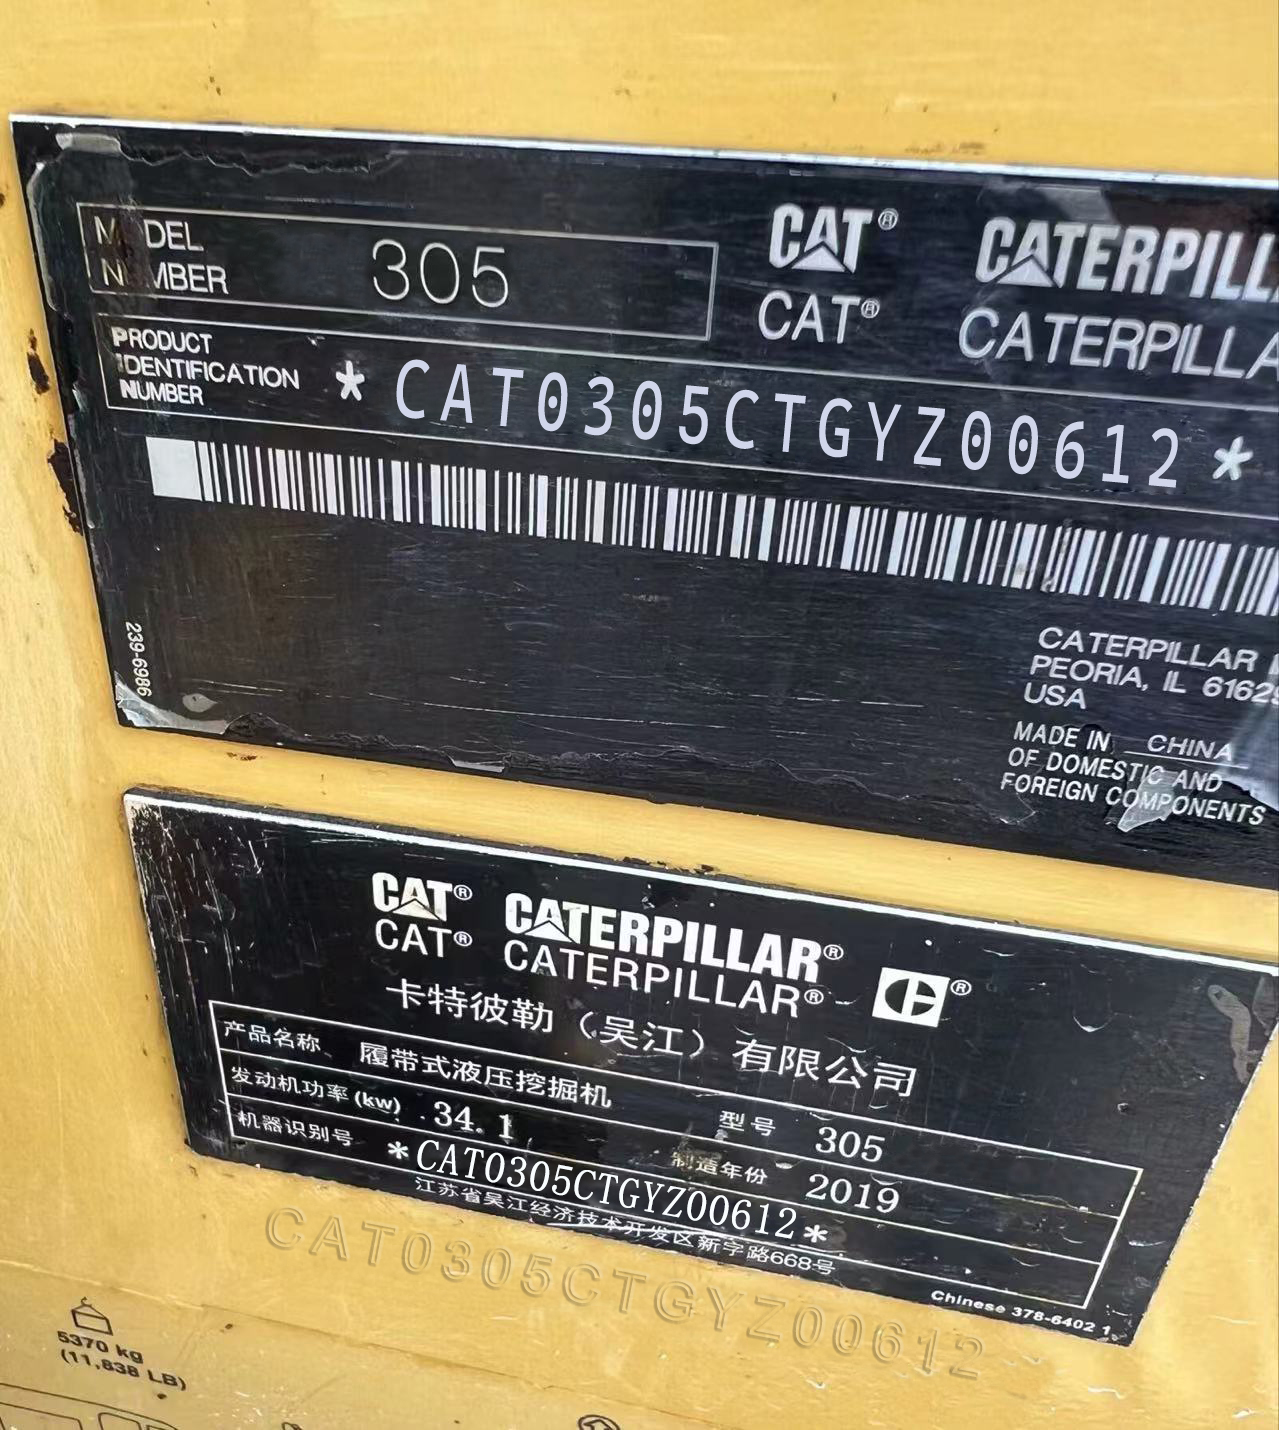 MODEL
NUMBER
305
CAT®
CAT®
CATERPILL
CATERPILLA
PRODUCT
IDENTIFICATION
NUMBER
*CAT0305CTGYZ00612*
239-6986
CATERPILLAR
PEORIA, IL 6162
USA
MADE IN CHINA
OF DOMESTIC AND
FOREIGN COMPONENTS
CAT® CATERPILLAR®
CAT® CATERPILLAR®
®
卡特彼勒（吴江）有限公司
产品名称 履带式液压挖掘机
型号 305
发动机功率(kw) 34.1
制造年份 2019
机器识别号 *CAT0305CTGYZ00612*
江苏省吴江经济技术开发区新字路668号
Chinese 378-6402 1
CAT0305CTGYZ00612
5370 kg
(11,838 LB)